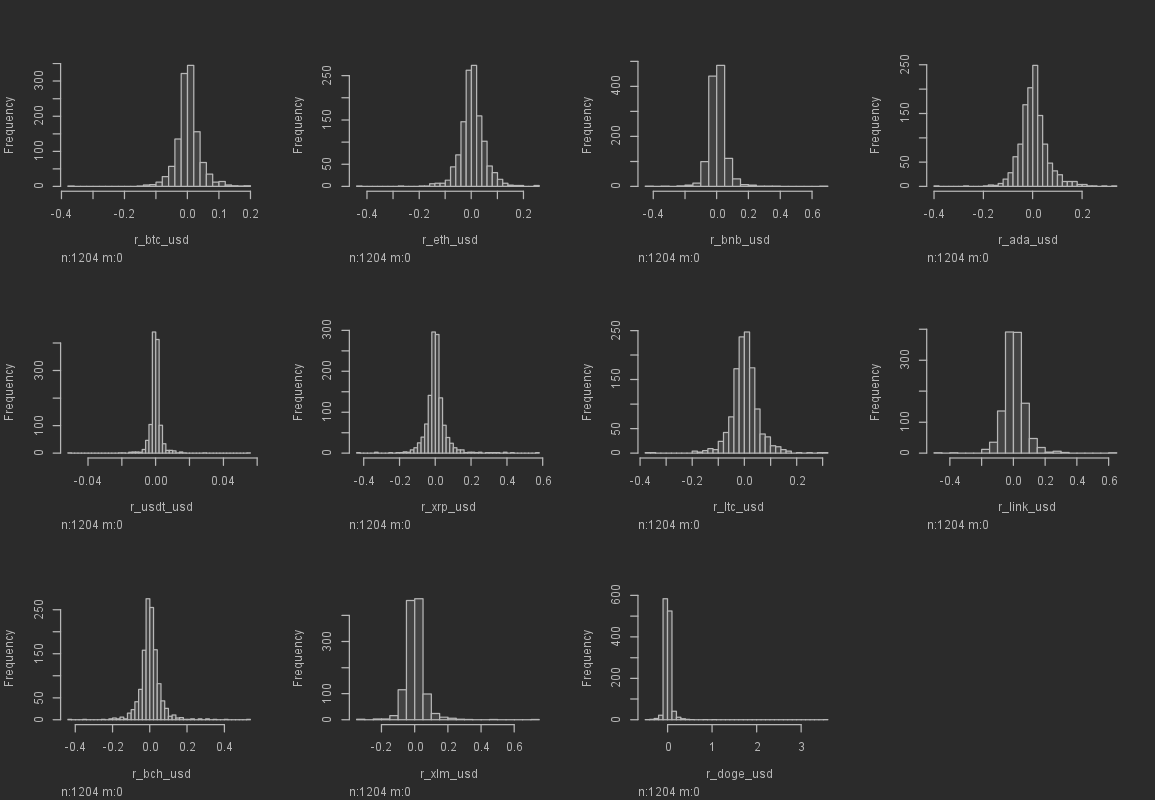 Frequency
0 100 200 300
-0.4 -0.2 0.0 0.2
r_btc_usd
n:1204 m:0
Frequency
0 50 150 250
-0.4 -0.2 0.0 0.2
r_eth_usd
Frequency
0 200 400
-0.4 0.0 0.2 0.4 0.6
r_bnb_usd
n:1204 m:0
Frequency
0 50 150 250
-0.4 -0.2 0.0 0.2
r_ada_usd
n:1204 m:0
Frequency
0 100 300
-0.04 0.00 0.04
r_usdt_usd
n:1204 m:0
Frequency
0 100 200 300
-0.4 -0.2 0.0 0.2 0.4 0.6
r_xrp_usd
n:1204 m:0
Frequency
0 50 150 250
-0.4 -0.2 0.0 0.2
r_ltc_usd
n:1204 m:0
Frequency
0 100 300
-0.4 0.0 0.2 0.4 0.6
r_link_usd
n:1204 m:0
Frequency
0 50 150 250
-0.4 -0.2 0.0 0.2 0.4
r_bch_usd
n:1204 m:0
Frequency
0 100 300
-0.2 0.0 0.2 0.4 0.6
r_xlm_usd
n:1204 m:0
Frequency
0 200 400 600
0 1 2 3
r_doge_usd
n:1204 m:0